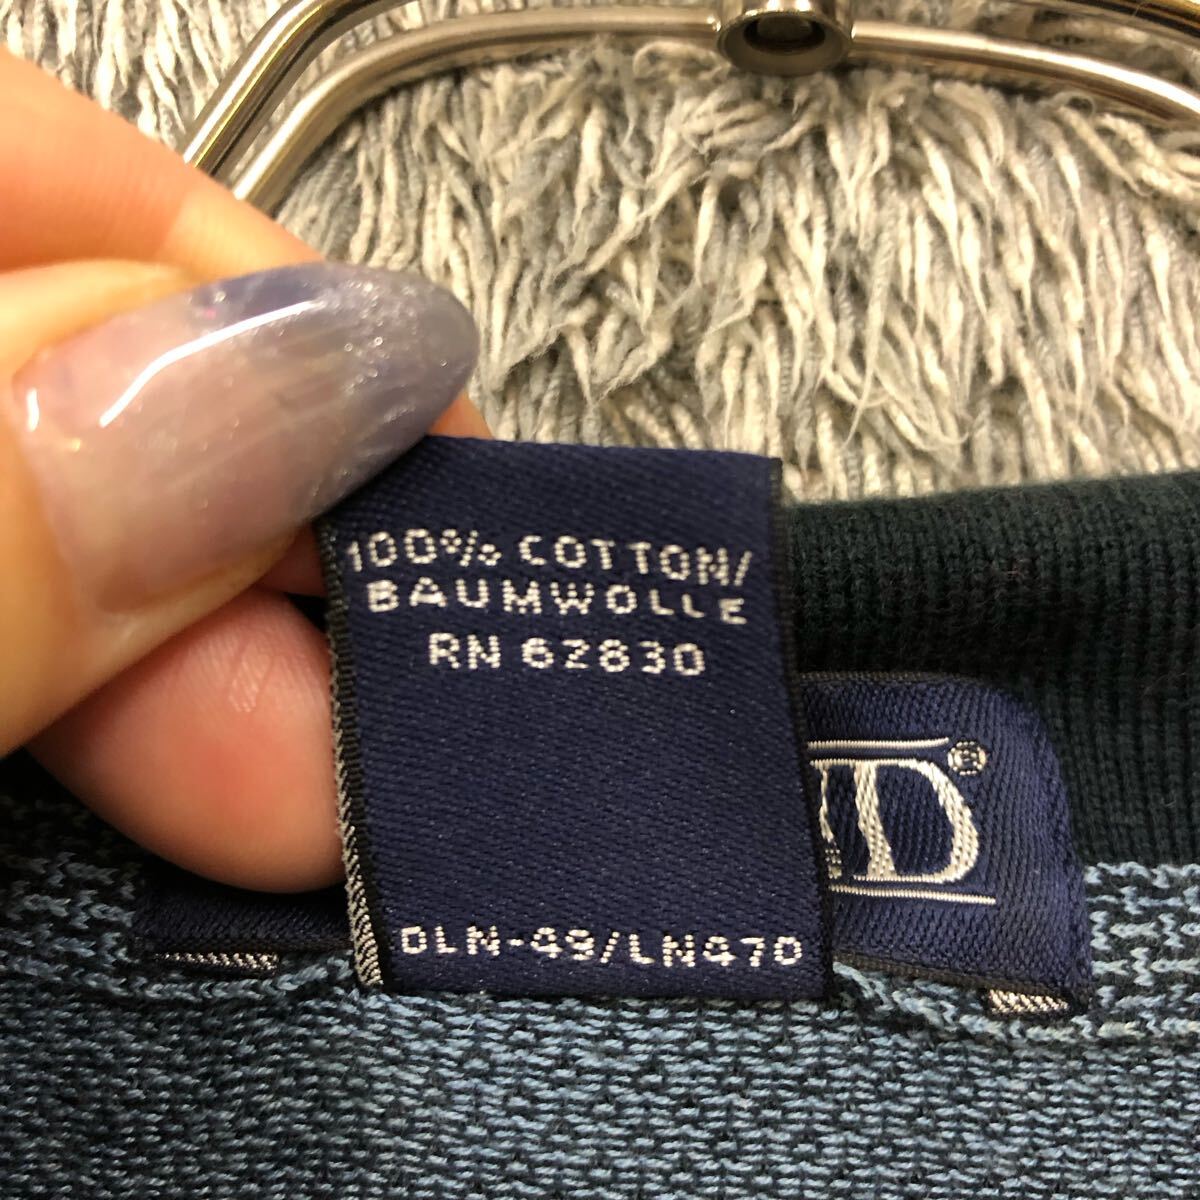 100% COTTON/
BAUMWOLLE
RN 62830
D®
DLN-49/LN470